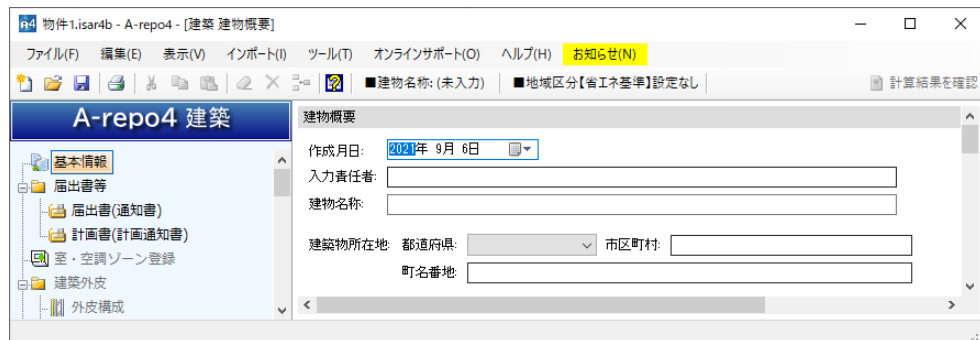 物件1.isar4b - A-repo4 - [建築 建物概要]
ファイル(F) 編集(E) 表示(V) インポート(I) ツール(T) オンラインサポート(O) ヘルプ(H) お知らせ(N)
■建物名称: (未入力) ■地域区分【省エネ基準】設定なし 計算結果を確認
A-repo4 建築
基本情報
届出書等
届出書(通知書)
計画書(計画通知書)
室・空調ゾーン登録
建築外皮
外皮構成
建物概要
作成月日: 2021年 9月 6日
入力責任者:
建物名称:
建築物所在地: 都道府県: 市区町村:
町名番地: